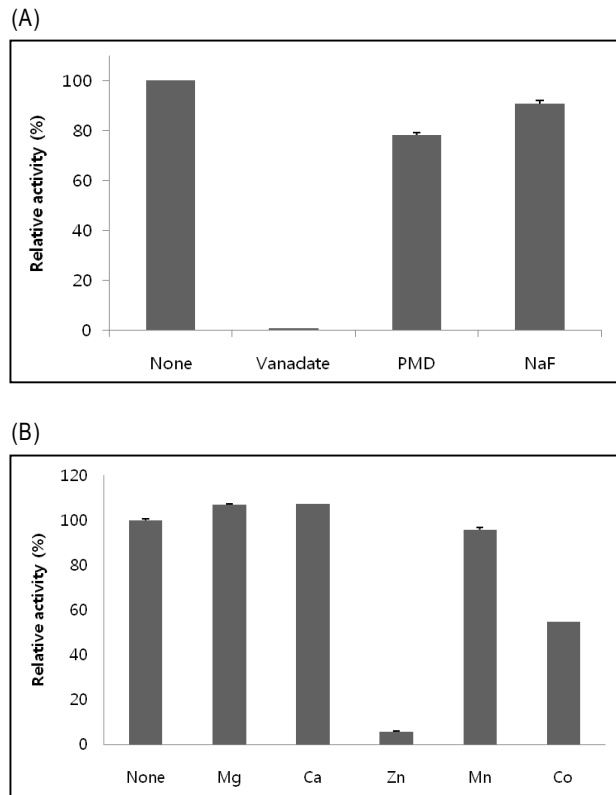 (A)
Relative activity (%)
100
80
60
40
20
0
None Vanadate PMD NaF
(B)
Relative activity (%)
120
100
80
60
40
20
0
None Mg Ca Zn Mn Co